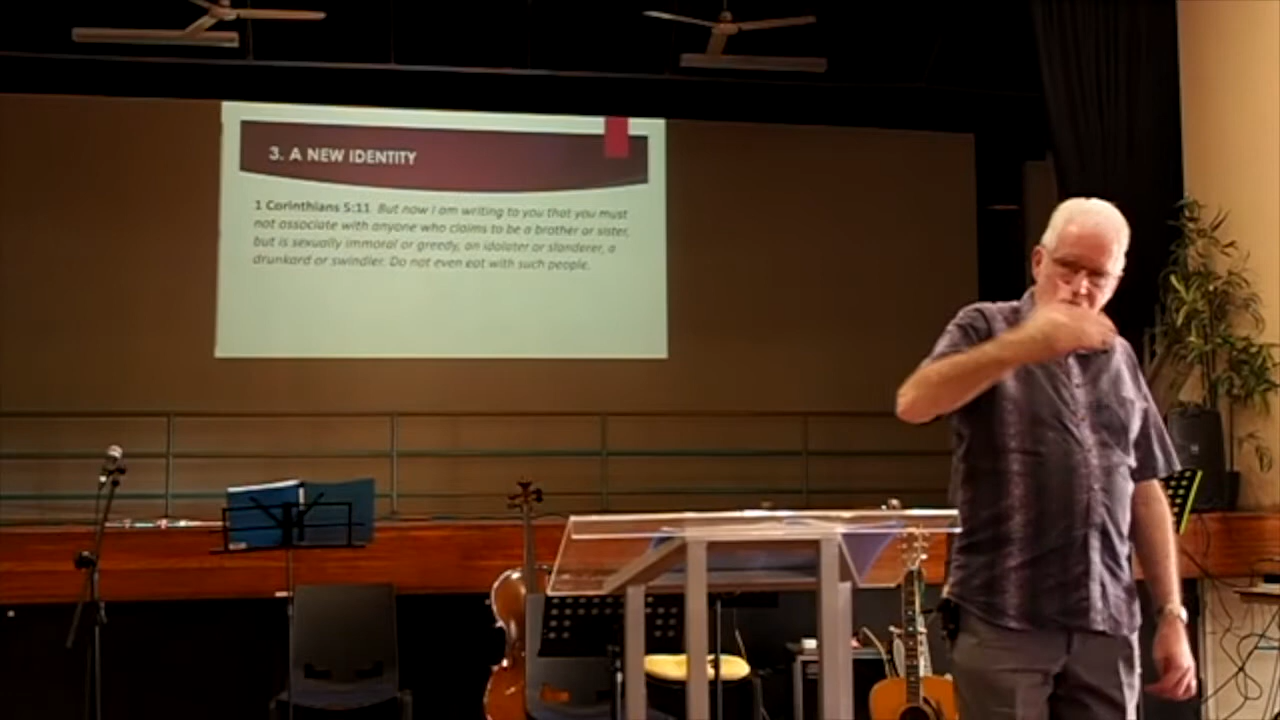 3. A NEW IDENTITY
1 Corinthians 5:11 But now I am writing to you that you must
not associate with anyone who claims to be a brother or sister,
but is sexually immoral or greedy, an idolater or slanderer, a
drunkard or swindler. Do not even eat with such people.